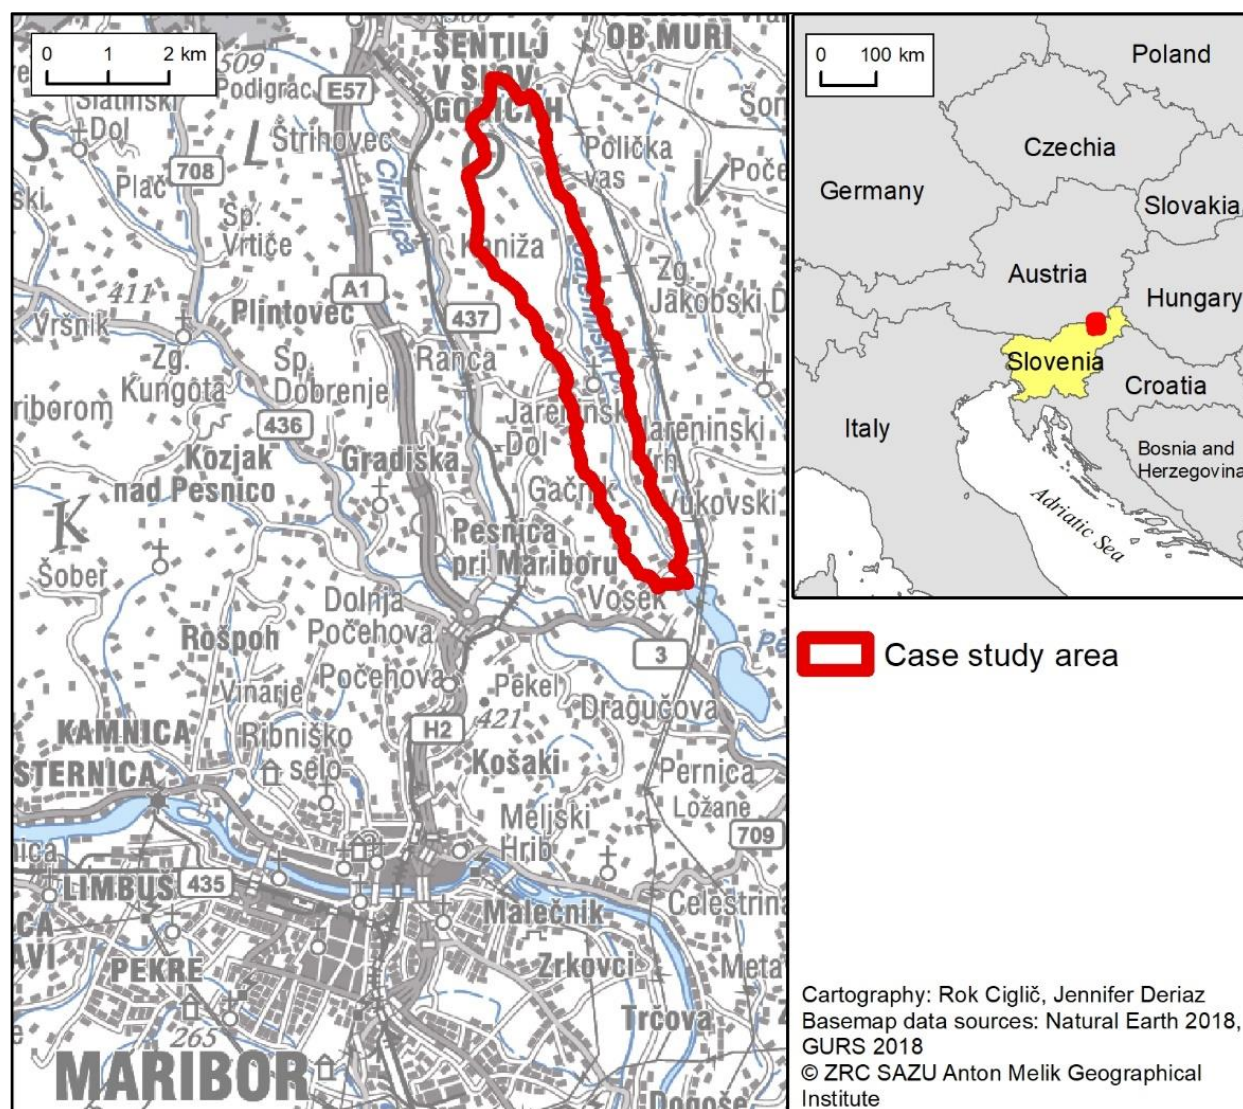 0 1 2 km
509
Podigrac
Slatinski
Dol
Štrihovec
E57
ŠENTILJ
V SLOV.
GORICAH
OB MURI
Polička
vas
S
L
O
V
708
Plač
Sp.
Vrtiče
Cirknica
Kaniža
411
Vršnik
Plintovec
A1
437
Zg.
Kungota
Sp.
Dobrenje
Ranca
436
Zg.
Jakobski D
Jareninski
Dol
Jareninski
Vrh
Kozjak
nad Pesnico
Gradiška
Gačnik
Vukovski
K
Šober
Pesnica
pri Mariboru
Vosek
Dolnja
Počehova
Rošpoh
Počehova
Vinarje
3
Pekel
421
Dragučova
H2
KAMNICA
Ribniško
selo
Košaki
Pernica
Ložane
Meljski
Hrib
709
LIMBUŠ
435
Malečnik
Celestrina
PEKRE
Zrkovci
Meta
265
Trčova
MARIBOR
Dogoše
0 100 km
Poland
Czechia
Germany
Slovakia
Austria
Hungary
Slovenia
Croatia
Italy
Bosnia and
Herzegovina
Adriatic Sea
Case study area
Cartography: Rok Ciglič, Jennifer Deriaz
Basemap data sources: Natural Earth 2018,
GURS 2018
© ZRC SAZU Anton Melik Geographical
Institute